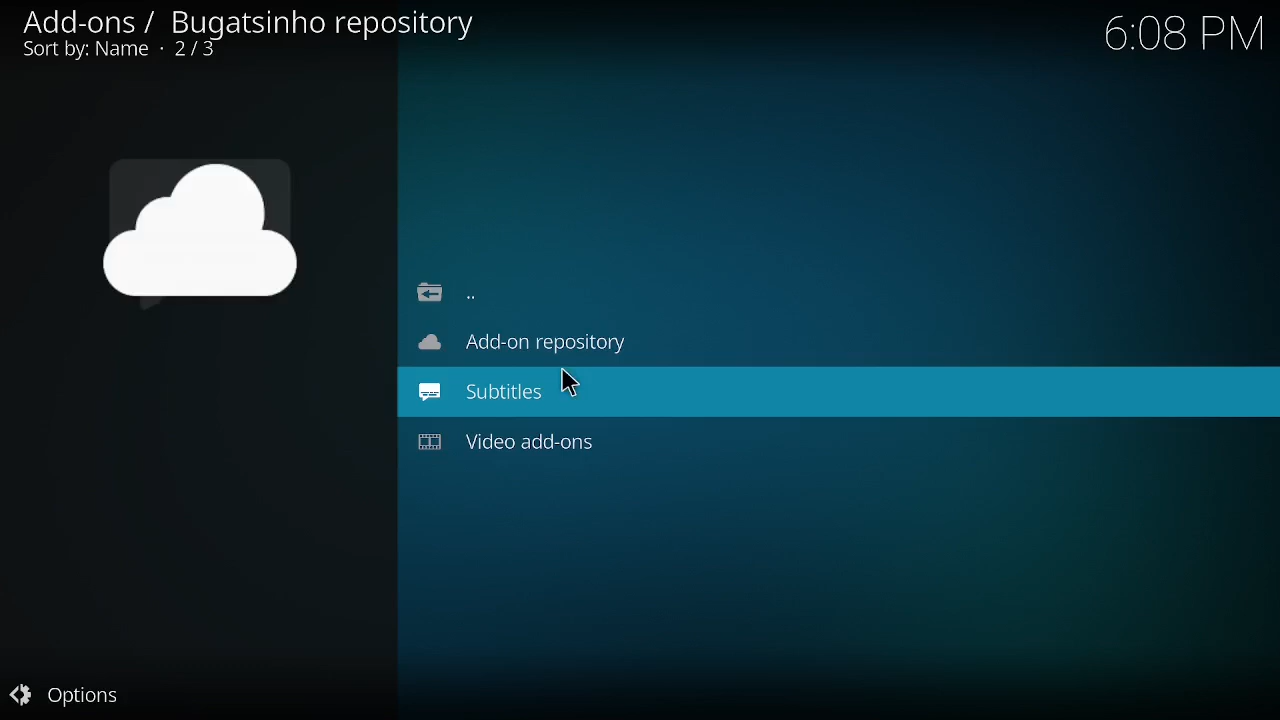 Add-ons / Bugatsinho repository
Sort by: Name · 2 / 3
6:08 PM
..
Add-on repository
Subtitles
Video add-ons
Options